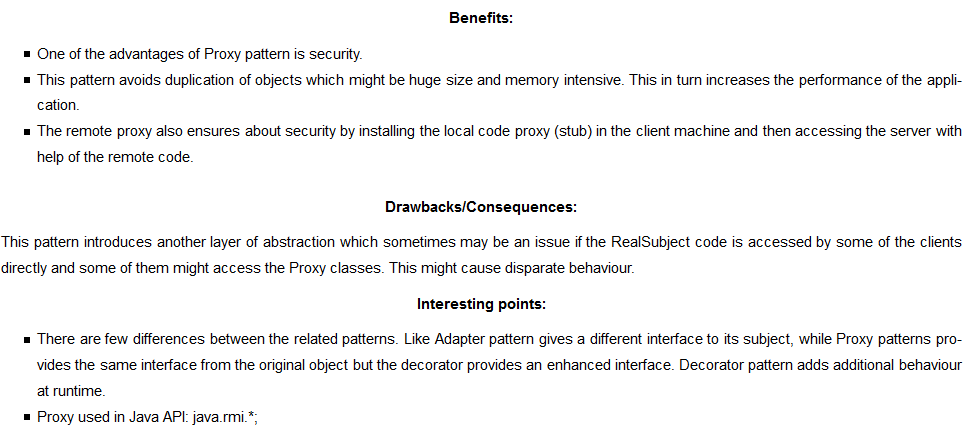 Benefits:
▪ One of the advantages of Proxy pattern is security.
▪ This pattern avoids duplication of objects which might be huge size and memory intensive. This in turn increases the performance of the appli-
cation.
▪ The remote proxy also ensures about security by installing the local code proxy (stub) in the client machine and then accessing the server with
help of the remote code.
Drawbacks/Consequences:
This pattern introduces another layer of abstraction which sometimes may be an issue if the RealSubject code is accessed by some of the clients
directly and some of them might access the Proxy classes. This might cause disparate behaviour.
Interesting points:
▪ There are few differences between the related patterns. Like Adapter pattern gives a different interface to its subject, while Proxy patterns pro-
vides the same interface from the original object but the decorator provides an enhanced interface. Decorator pattern adds additional behaviour
at runtime.
▪ Proxy used in Java API: java.rmi.*;